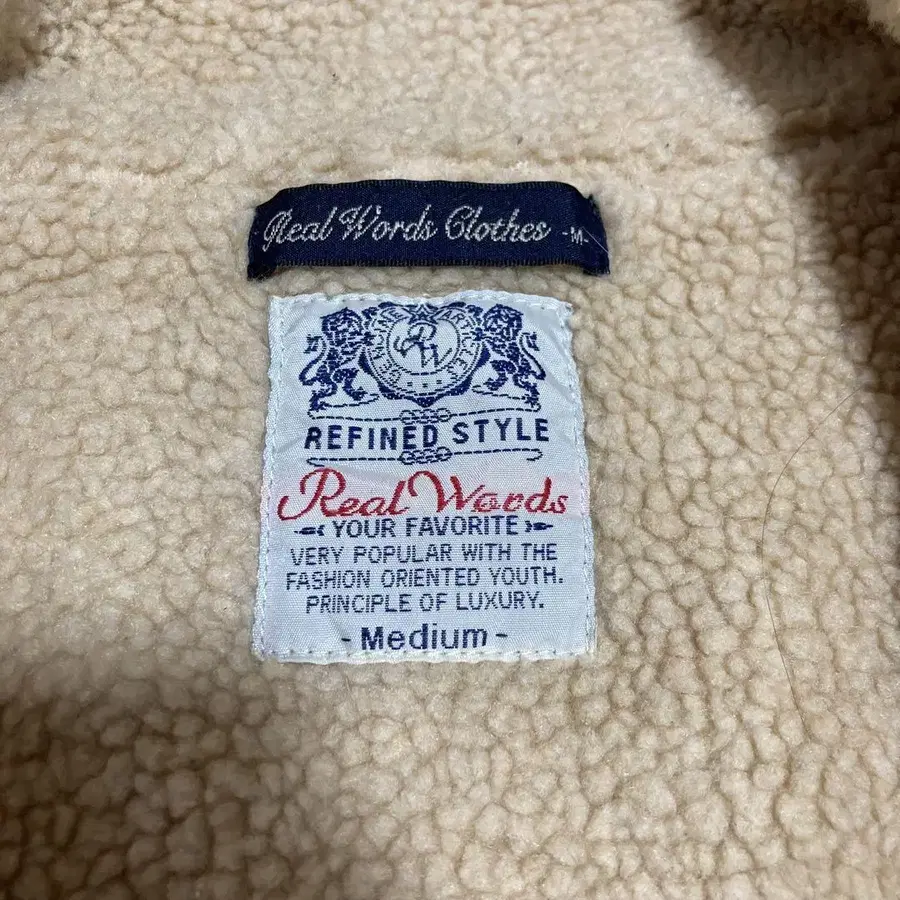 Real Words Clothes -M-
REFINED STYLE
Real Words
YOUR FAVORITE
VERY POPULAR WITH THE
FASHION ORIENTED YOUTH.
PRINCIPLE OF LUXURY.
- Medium -